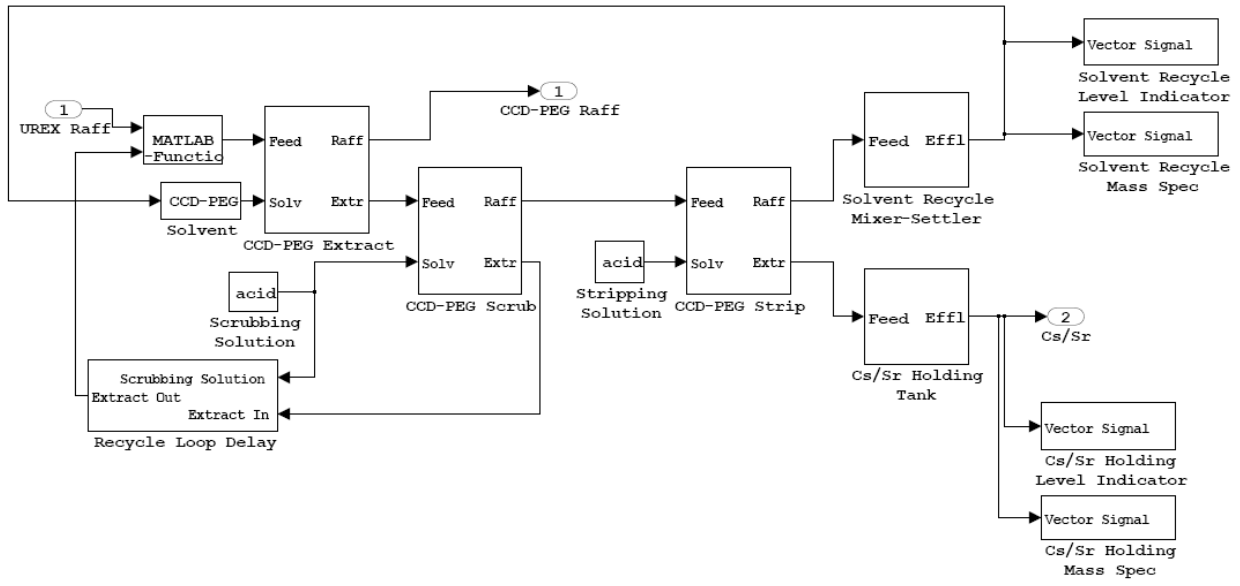 Vector Signal
Solvent Recycle
Level Indicator
1
UREX Raff
MATLAB
-Functio
Feed
Raff
Solv
Extr
CCD-PEG Extract
1
CCD-PEG Raff
CCD-PEG
Solvent
Feed
Raff
Solv
Extr
CCD-PEG Scrub
acid
Scrubbing
Solution
Scrubbing Solution
Extract Out
Extract In
Recycle Loop Delay
acid
Stripping
Solution
Feed
Raff
Solv
Extr
CCD-PEG Strip
Feed
Effl
Solvent Recycle
Mixer-Settler
Vector Signal
Solvent Recycle
Mass Spec
Feed
Effl
Cs/Sr Holding
Tank
2
Cs/Sr
Vector Signal
Cs/Sr Holding
Level Indicator
Vector Signal
Cs/Sr Holding
Mass Spec